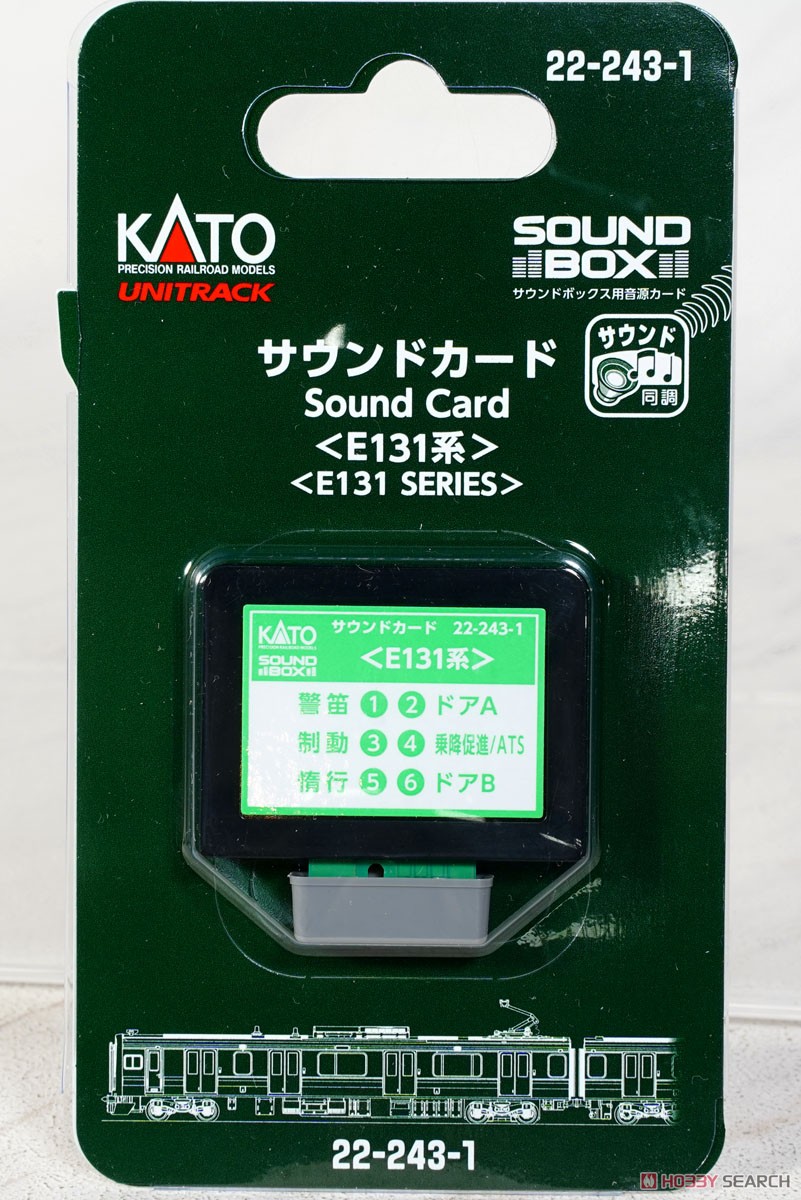 22-243-1
KATO
PRECISION RAILROAD MODELS
UNITRACK
SOUND
BOX
サウンドボックス用音源カード
サウンド
同調
サウンドカード
Sound Card
<E131系>
<E131 SERIES>
KATO
PRECISION RAILROAD MODELS
サウンドカード 22-243-1
SOUND
BOX
<E131系>
警笛 1 2 ドアA
制動 3 4 乗降促進/ATS
惰行 5 6 ドアB
22-243-1
HOBBY SEARCH